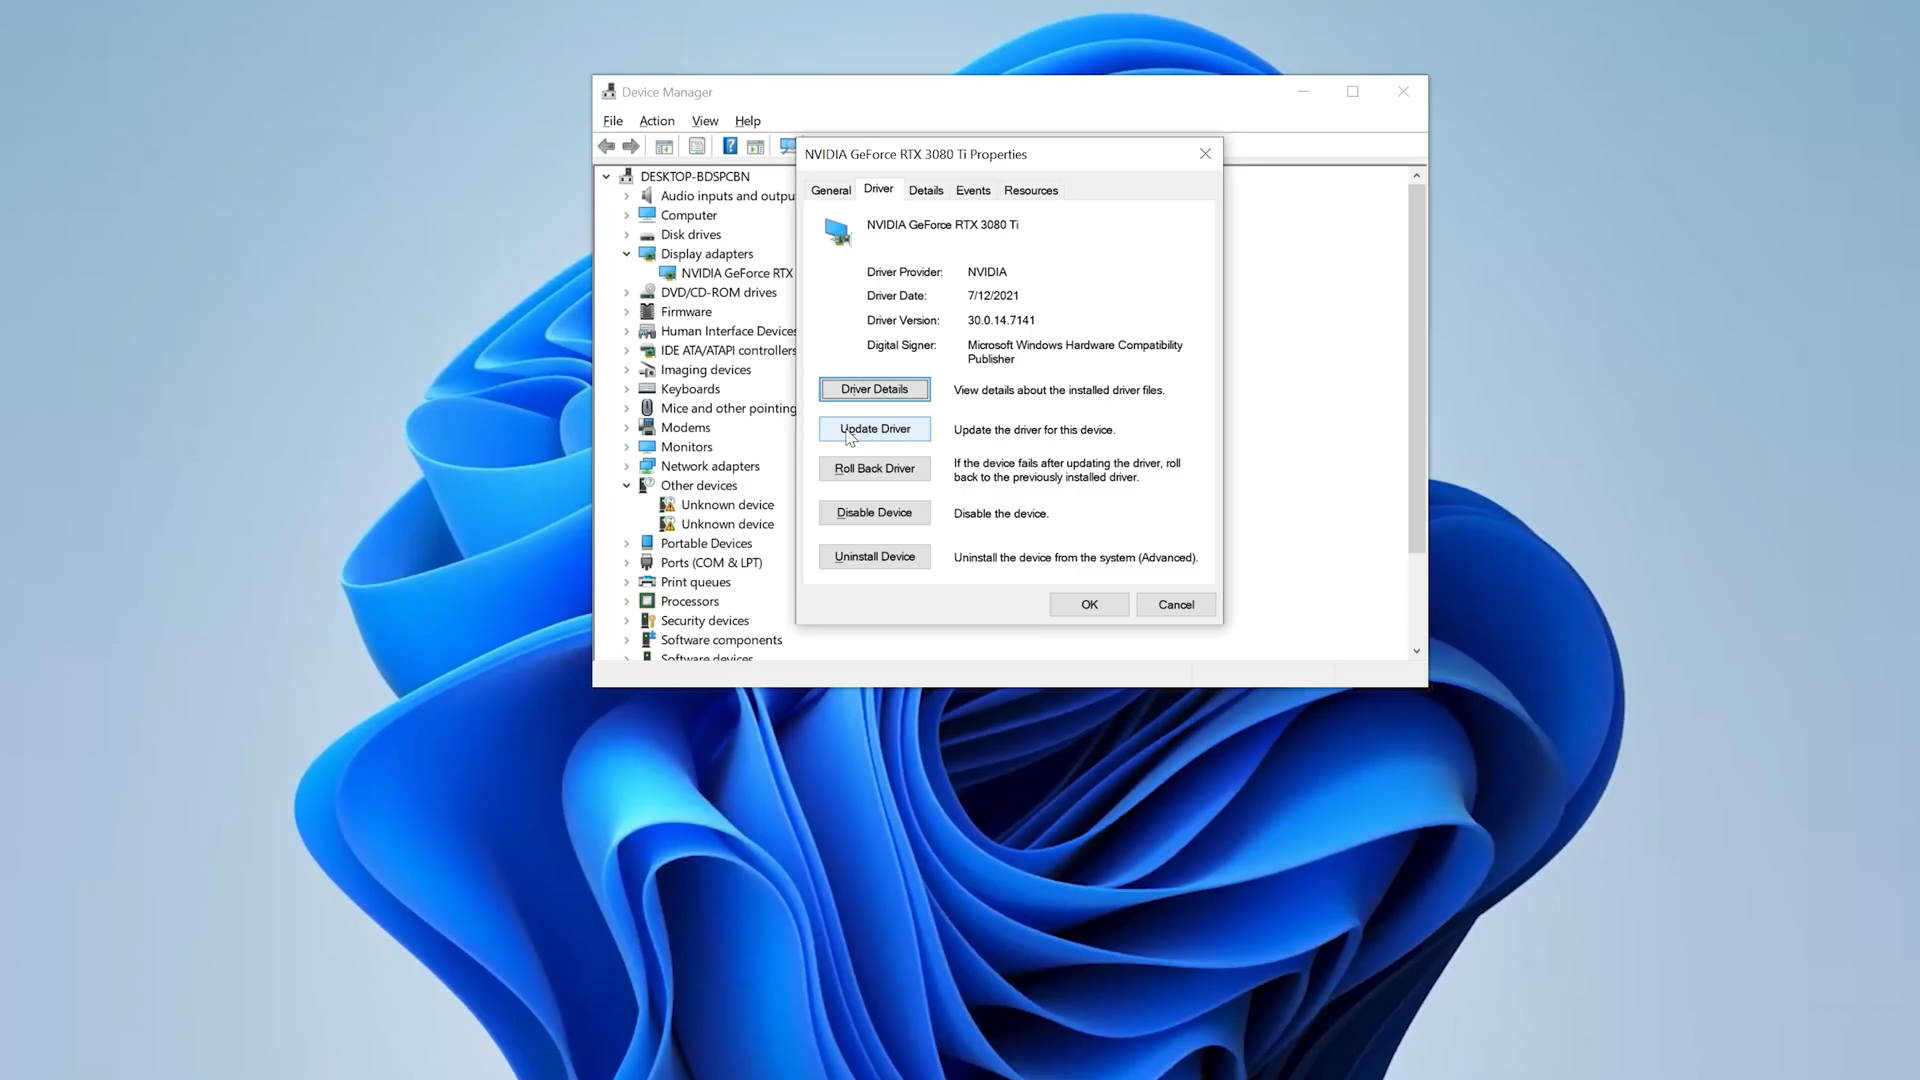 Device Manager
File Action View Help
NVIDIA GeForce RTX 3080 Ti Properties
DESKTOP-BDSPCBN
Audio inputs and outpu
Computer
Disk drives
Display adapters
NVIDIA GeForce RTX
DVD/CD-ROM drives
Firmware
Human Interface Devices
IDE ATA/ATAPI controllers
Imaging devices
Keyboards
Mice and other pointing
Modems
Monitors
Network adapters
Other devices
Unknown device
Unknown device
Portable Devices
Ports (COM & LPT)
Print queues
Processors
Security devices
Software components
Software devices
General Driver Details Events Resources
NVIDIA GeForce RTX 3080 Ti
Driver Provider: NVIDIA
Driver Date: 7/12/2021
Driver Version: 30.0.14.7141
Digital Signer: Microsoft Windows Hardware Compatibility
Publisher
Driver Details View details about the installed driver files.
Update Driver Update the driver for this device.
Roll Back Driver If the device fails after updating the driver, roll
back to the previously installed driver.
Disable Device Disable the device.
Uninstall Device Uninstall the device from the system (Advanced).
OK Cancel